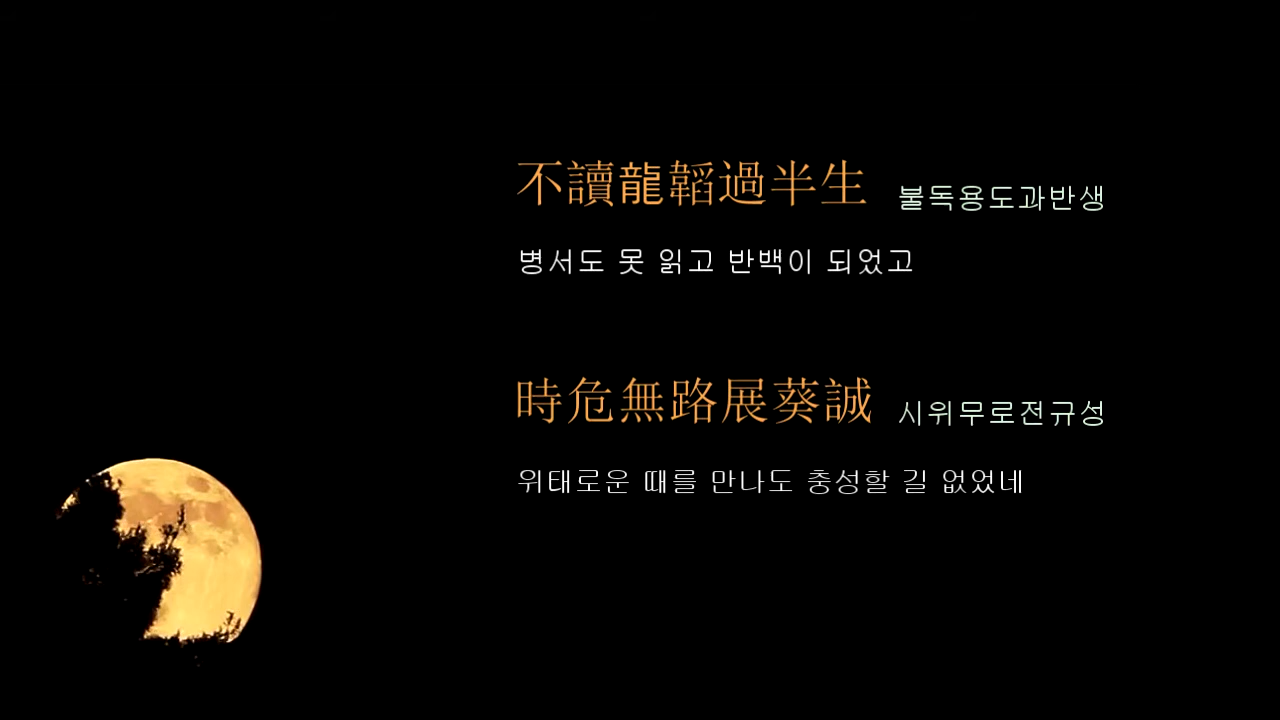 不讀龍韜過半生 불독용도과반생
병서도 못 읽고 반백이 되었고
時危無路展葵誠 시위무로전규성
위태로운 때를 만나도 충성할 길 없었네